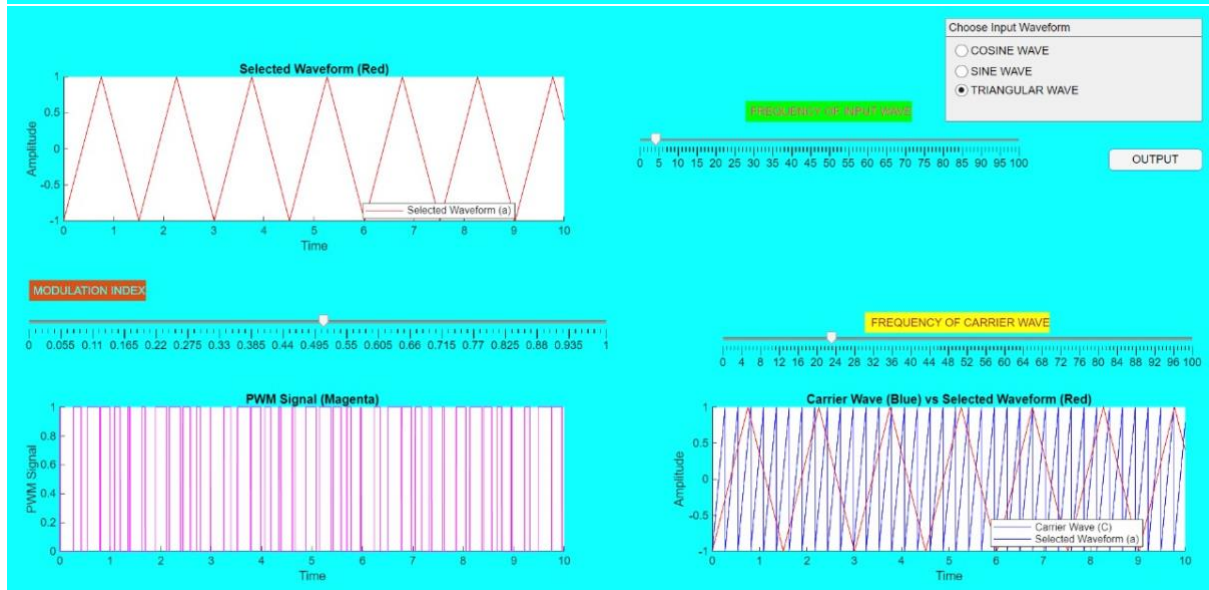 Choose Input Waveform
COSINE WAVE
SINE WAVE
TRIANGULAR WAVE
Selected Waveform (Red)
1
0.5
0
-0.5
-1
Amplitude
Selected Waveform (a)
0 1 2 3 4 5 6 7 8 9 10
Time
FREQUENCY OF INPUT WAVE
0 5 10 15 20 25 30 35 40 45 50 55 60 65 70 75 80 85 90 95 100
OUTPUT
MODULATION INDEX
0 0.055 0.11 0.165 0.22 0.275 0.33 0.385 0.44 0.495 0.55 0.605 0.66 0.715 0.77 0.825 0.88 0.935 1
FREQUENCY OF CARRIER WAVE
0 4 8 12 16 20 24 28 32 36 40 44 48 52 56 60 64 68 72 76 80 84 88 92 96 100
PWM Signal (Magenta)
1
0.8
0.6
0.4
0.2
0
PWM Signal
0 1 2 3 4 5 6 7 8 9 10
Time
Carrier Wave (Blue) vs Selected Waveform (Red)
1
0.5
0
-0.5
-1
Amplitude
Carrier Wave (C)
Selected Waveform (a)
0 1 2 3 4 5 6 7 8 9 10
Time